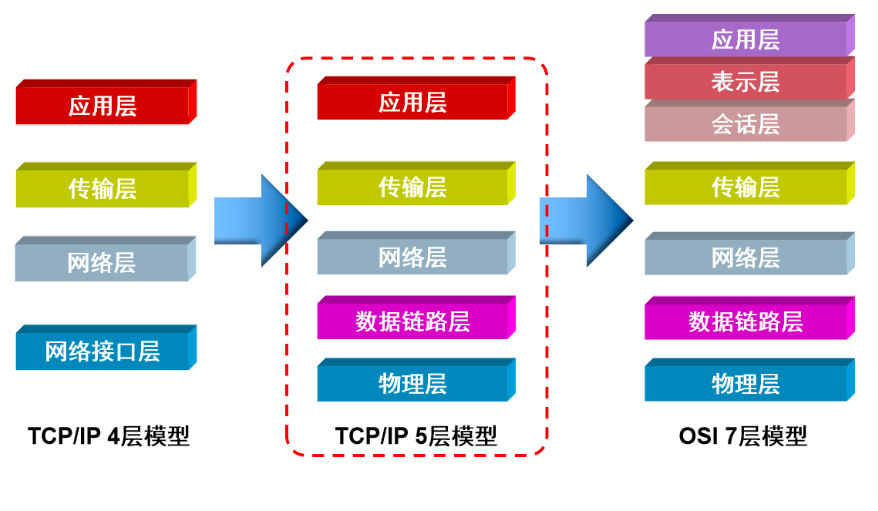 应用层
传输层
网络层
网络接口层
TCP/IP 4层模型
应用层
传输层
网络层
数据链路层
物理层
TCP/IP 5层模型
应用层
表示层
会话层
传输层
网络层
数据链路层
物理层
OSI 7层模型